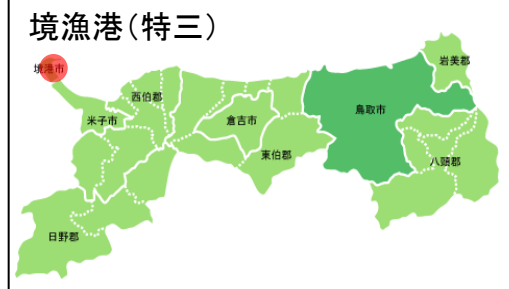 境漁港（特三）
境港市
岩美郡
西伯郡
米子市
倉吉市
鳥取市
東伯郡
八頭郡
日野郡